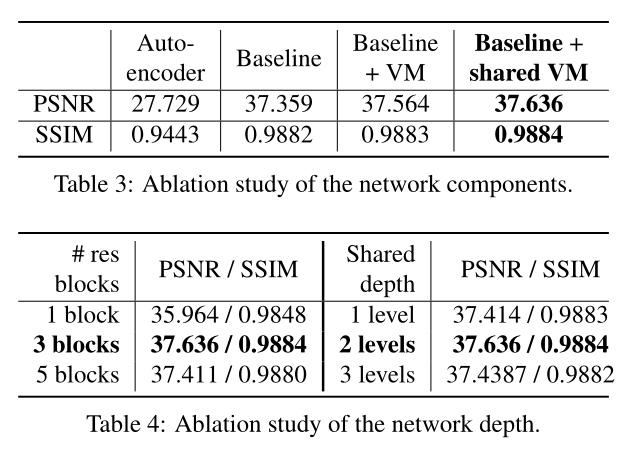 Auto-encoder Baseline Baseline + VM Baseline + shared VM
PSNR 27.729 37.359 37.564 37.636
SSIM 0.9443 0.9882 0.9883 0.9884
Table 3: Ablation study of the network components.
# res blocks PSNR / SSIM Shared depth PSNR / SSIM
1 block 35.964 / 0.9848 1 level 37.414 / 0.9883
3 blocks 37.636 / 0.9884 2 levels 37.636 / 0.9884
5 blocks 37.411 / 0.9880 3 levels 37.4387 / 0.9882
Table 4: Ablation study of the network depth.